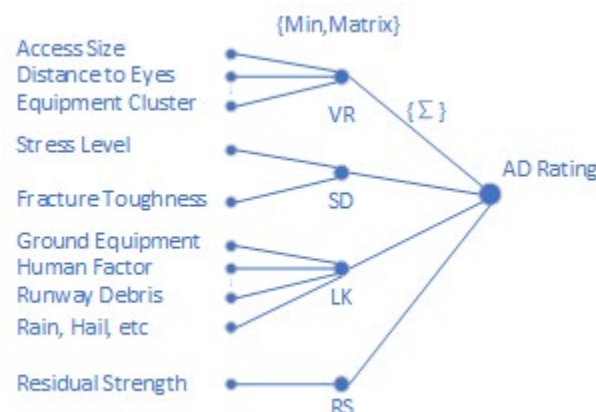 {Min,Matrix}
Access Size
Distance to Eyes
Equipment Cluster
VR
{Σ}
Stress Level
AD Rating
Fracture Toughness
SD
Ground Equipment
Human Factor
Runway Debris
LK
Rain, Hail, etc
Residual Strength
RS